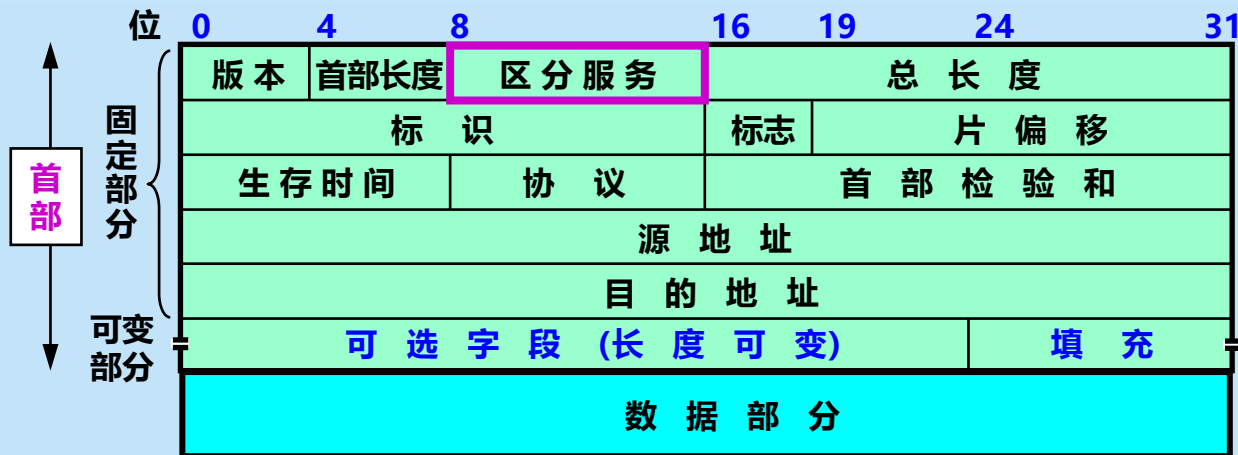 位 0 4 8 16 19 24 31
版本 首部长度 区分服务 总长度
标识 标志 片偏移
生存时间 协议 首部检验和
源地址
目的地址
可选字段 (长度可变) 填充
数据部分
首部
固定部分
可变部分